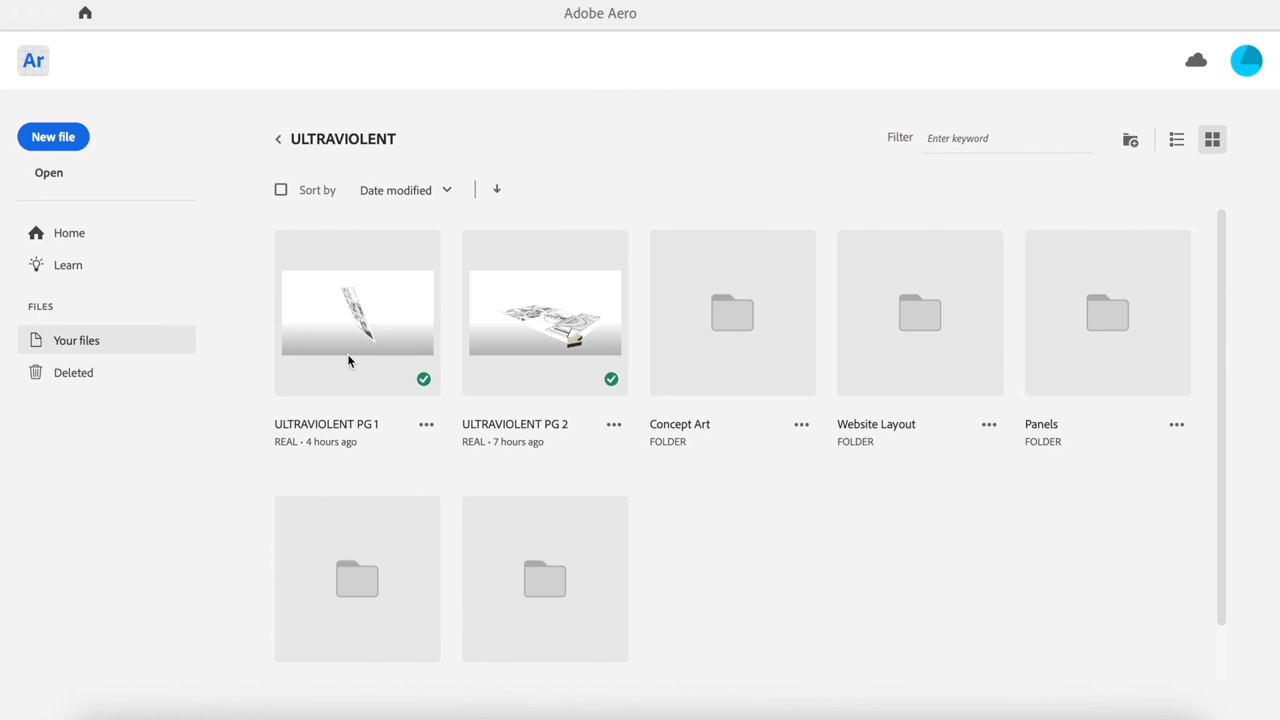 Adobe Aero
Ar
New file
Open
Home
Learn
FILES
Your files
Deleted
ULTRAVIOLENT
Filter
Enter keyword
Sort by
Date modified
ULTRAVIOLENT PG 1
REAL • 4 hours ago
ULTRAVIOLENT PG 2
REAL • 7 hours ago
Concept Art
FOLDER
Website Layout
FOLDER
Panels
FOLDER